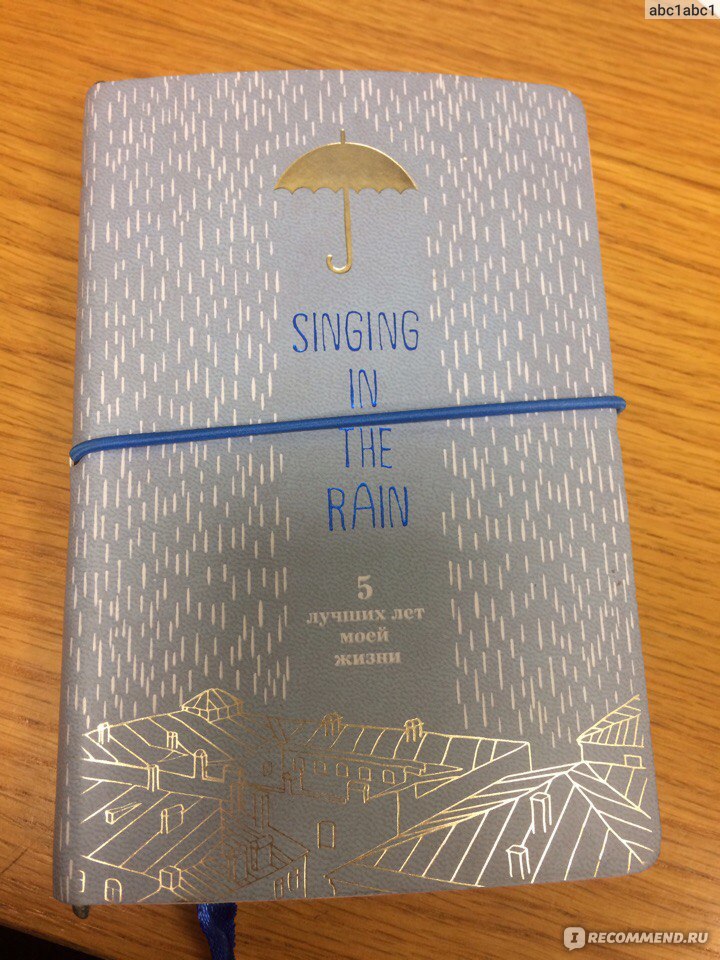 abc1abc1
SINGING
IN
THE
RAIN
5
лучших лет
моей
жизни
I RECOMMEND.RU